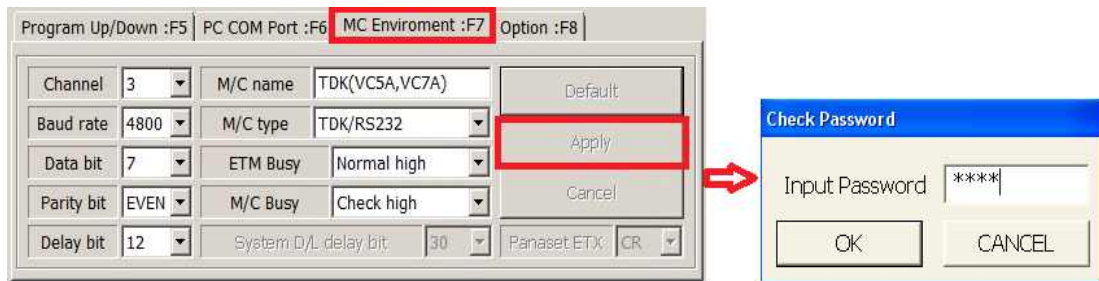 Program Up/Down :F5 PC COM Port :F6 MC Enviroment :F7 Option :F8
Channel 3 M/C name TDK(VC5A,VC7A) Default
Baud rate 4800 M/C type TDK/RS232 Apply
Data bit 7 ETM Busy Normal high
Parity bit EVEN M/C Busy Check high Cancel
Delay bit 12 System D/L delay bit 30 Panaset ETX CR
Check Password
Input Password ****
OK CANCEL